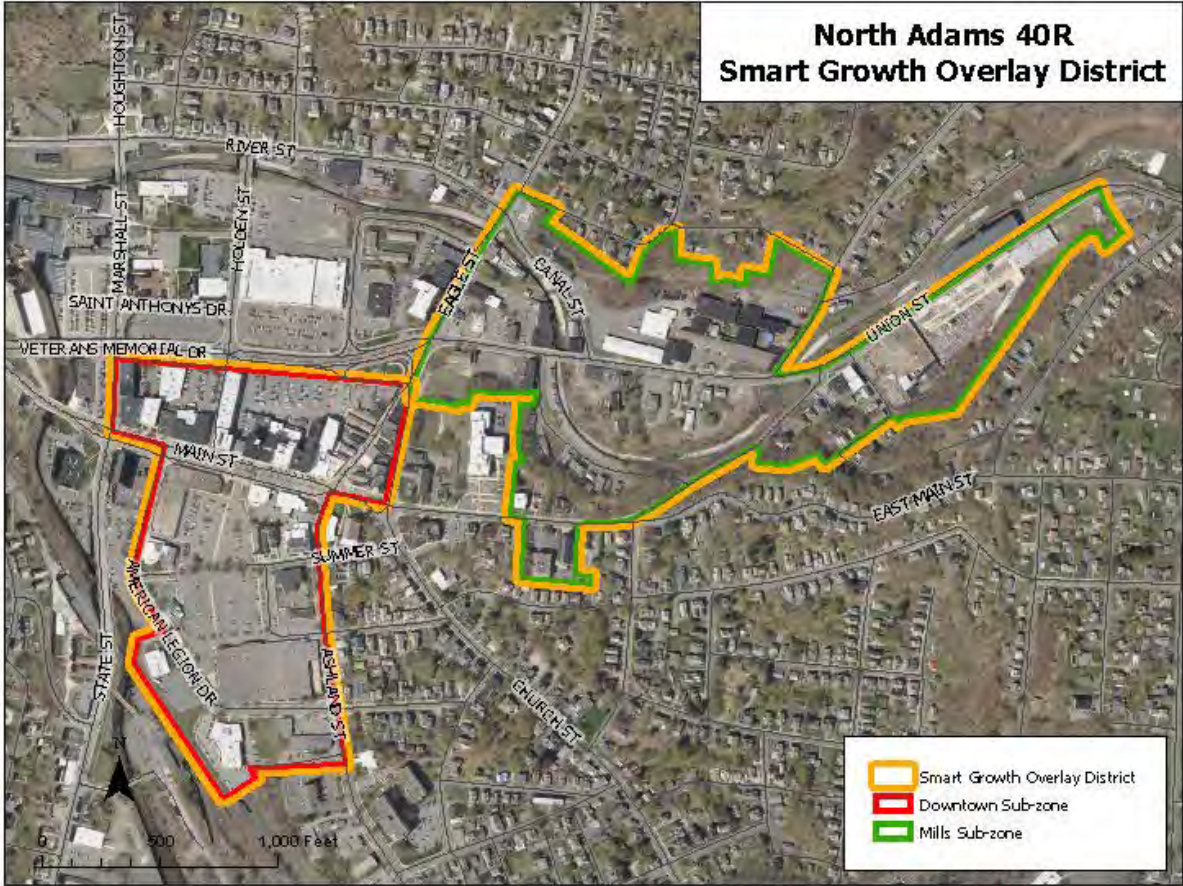 North Adams 40R
Smart Growth Overlay District
HOUGHTON ST
RIVER ST
MARSHALL ST
HOLDEN ST
EAGLE ST
CANAL ST
SAINT ANTHONYS DR
UNION ST
VETERANS MEMORIAL DR
MAIN ST
EAST MAIN ST
SUMMER ST
AMERICAN LEGION DR
STATE ST
ASHLAND ST
CHURCH ST
N
0 500 1,000 Feet
Smart Growth Overlay District
Downtown Sub-zone
Mills Sub-zone